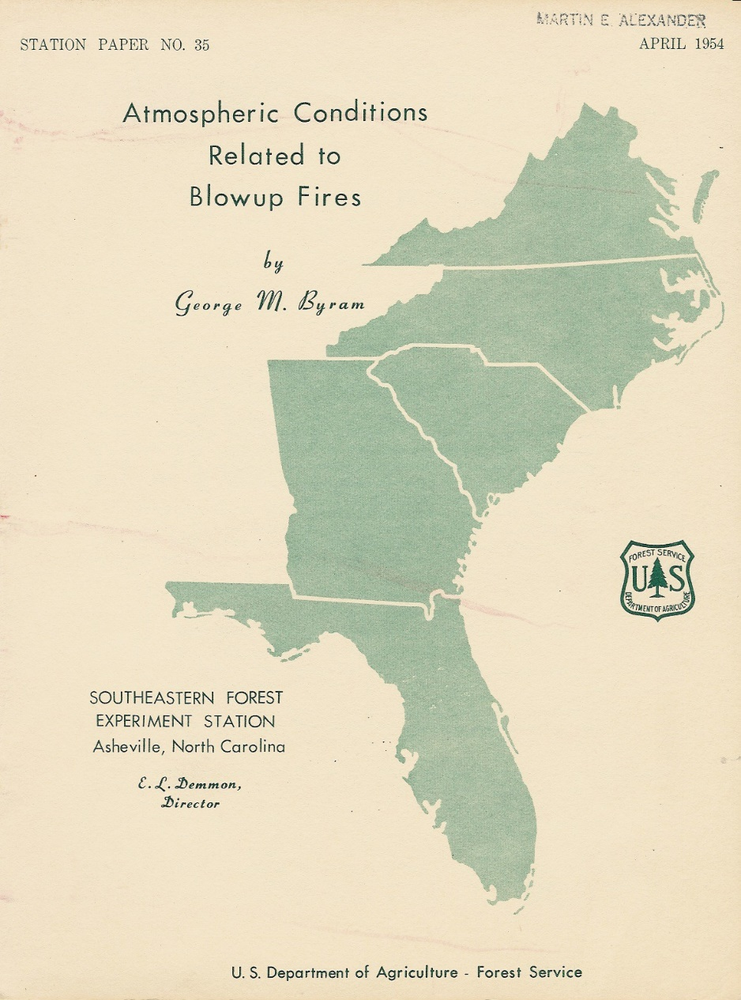 MARTIN E. ALEXANDER
STATION PAPER NO. 35
APRIL 1954
Atmospheric Conditions
Related to
Blowup Fires
by
George M. Byram
FOREST SERVICE
U S
DEPARTMENT OF AGRICULTURE
SOUTHEASTERN FOREST
EXPERIMENT STATION
Asheville, North Carolina
E. L. Demmon,
Director
U. S. Department of Agriculture - Forest Service